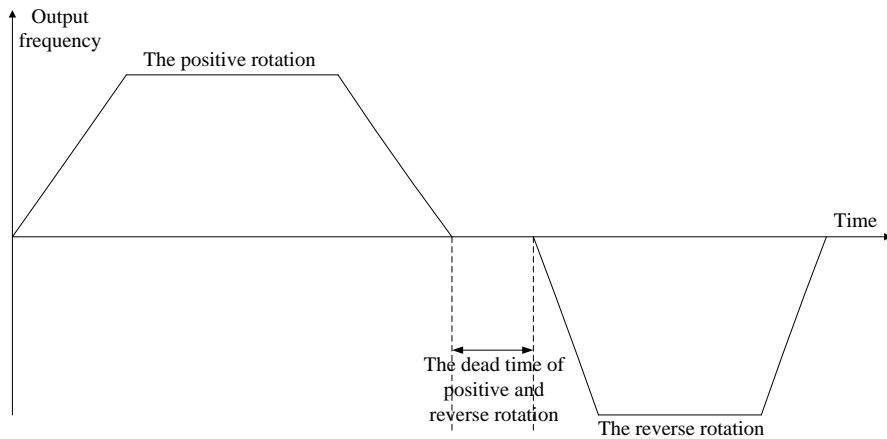 Output
frequency
The positive rotation
Time
The dead time of
positive and
reverse rotation
The reverse rotation